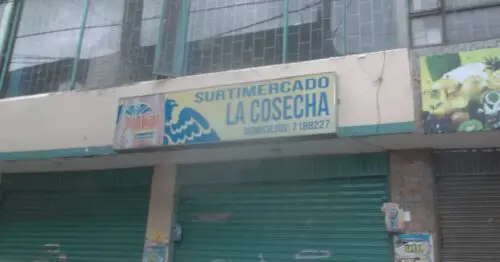 SURTIMERCADO
LA COSECHA
DOMICILIOS: 7188227